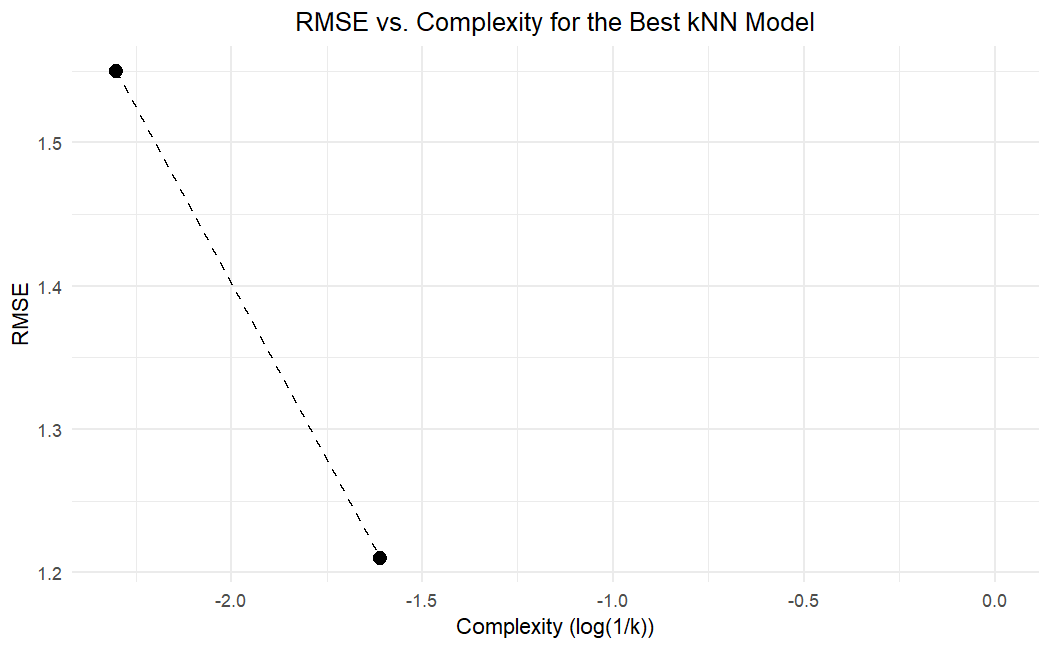 RMSE vs. Complexity for the Best kNN Model
RMSE
1.5
1.4
1.3
1.2
-2.0 -1.5 -1.0 -0.5 0.0
Complexity (log(1/k))